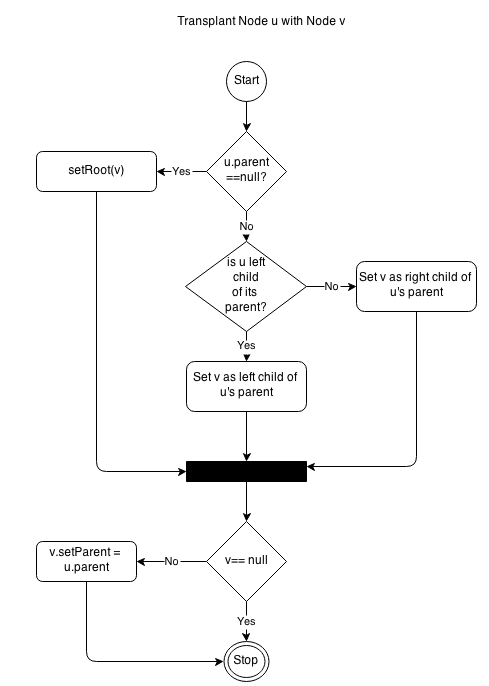 Transplant Node u with Node v
Start
u.parent
==null?
Yes
setRoot(v)
No
is u left
child
of its
parent?
No
Set v as right child of
u's parent
Yes
Set v as left child of
u's parent
v== null
No
v.setParent =
u.parent
Yes
Stop